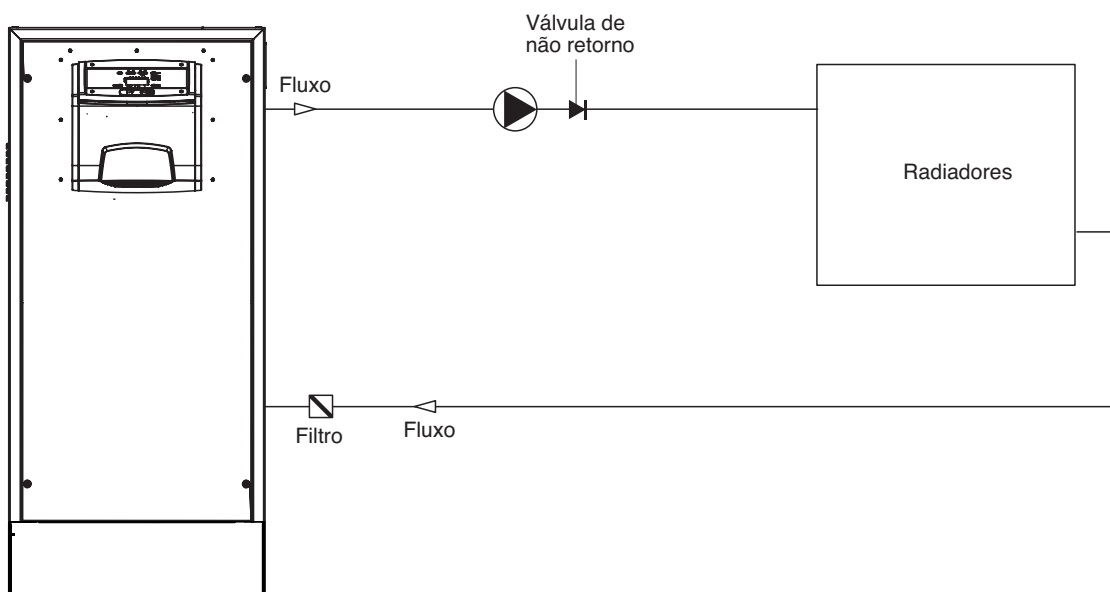 Válvula de
não retorno
Fluxo
Radiadores
Filtro
Fluxo